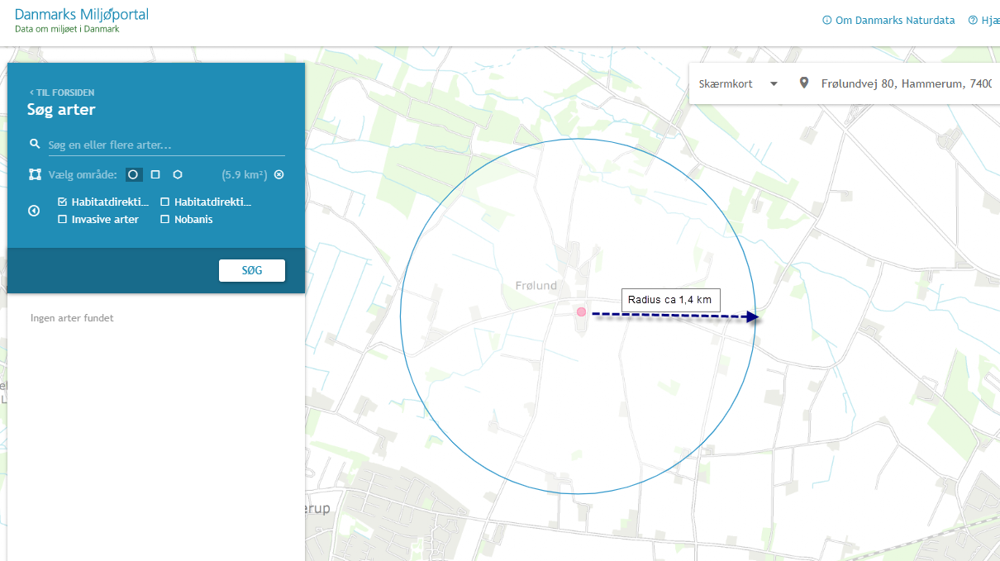 Danmarks Miljøportal
Data om miljøet i Danmark
Om Danmarks Naturdata
Hjæ
‹ TIL FORSIDEN
Søg arter
Søg en eller flere arter...
Vælg område:
(5.9 km²)
Habitatdirekti...
Habitatdirekti...
Invasive arter
Nobanis
SØG
Ingen arter fundet
Skærmkort
Frølundvej 80, Hammerum, 7400
Frølund
Radius ca 1,4 km
erup